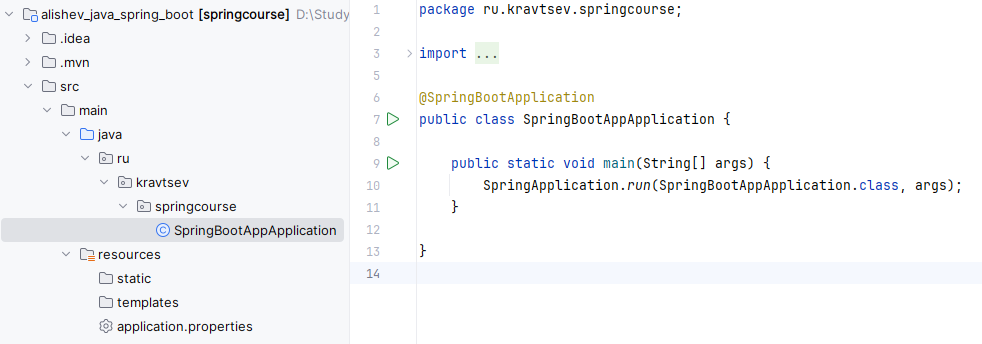 alishev_java_spring_boot [springcourse] D:\Study
.idea
.mvn
src
main
java
ru
kravtsev
springcourse
SpringBootAppApplication
resources
static
templates
application.properties
1 package ru.kravtsev.springcourse;
2
3 import ...
5
6 @SpringBootApplication
7 public class SpringBootAppApplication {
8
9 public static void main(String[] args) {
10 SpringApplication.run(SpringBootAppApplication.class, args);
11 }
12
13 }
14